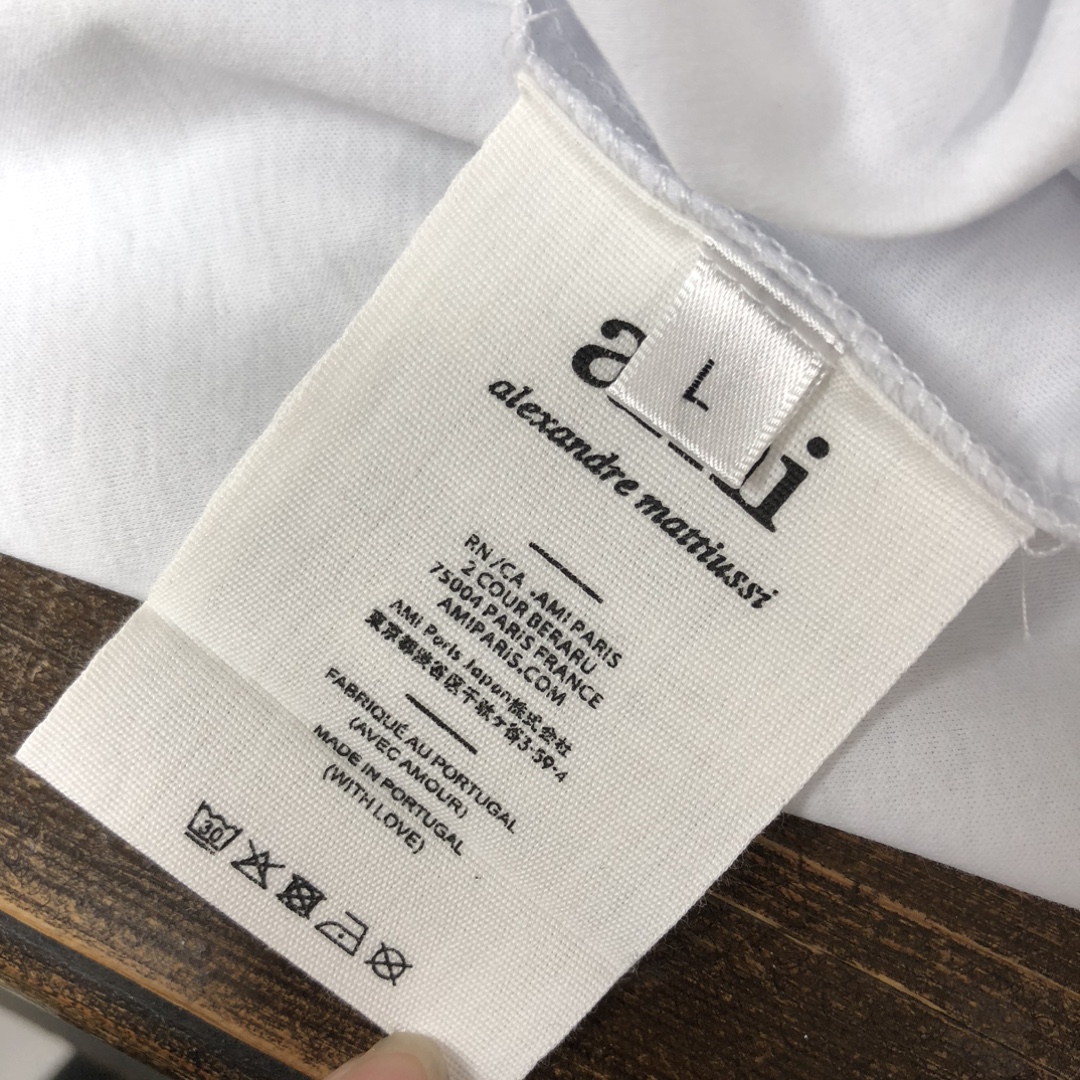 L
ami
alexandre mattiussi
RN/CA .AMI PARIS
2 COUR BERARU
75004 PARIS FRANCE
AMIPARIS.COM
AMI Paris Japan株式会社
東京都渋谷区千駄ヶ谷3-59-4
FABRIQUÉ AU PORTUGAL
(AVEC AMOUR)
MADE IN PORTUGAL
(WITH LOVE)
30